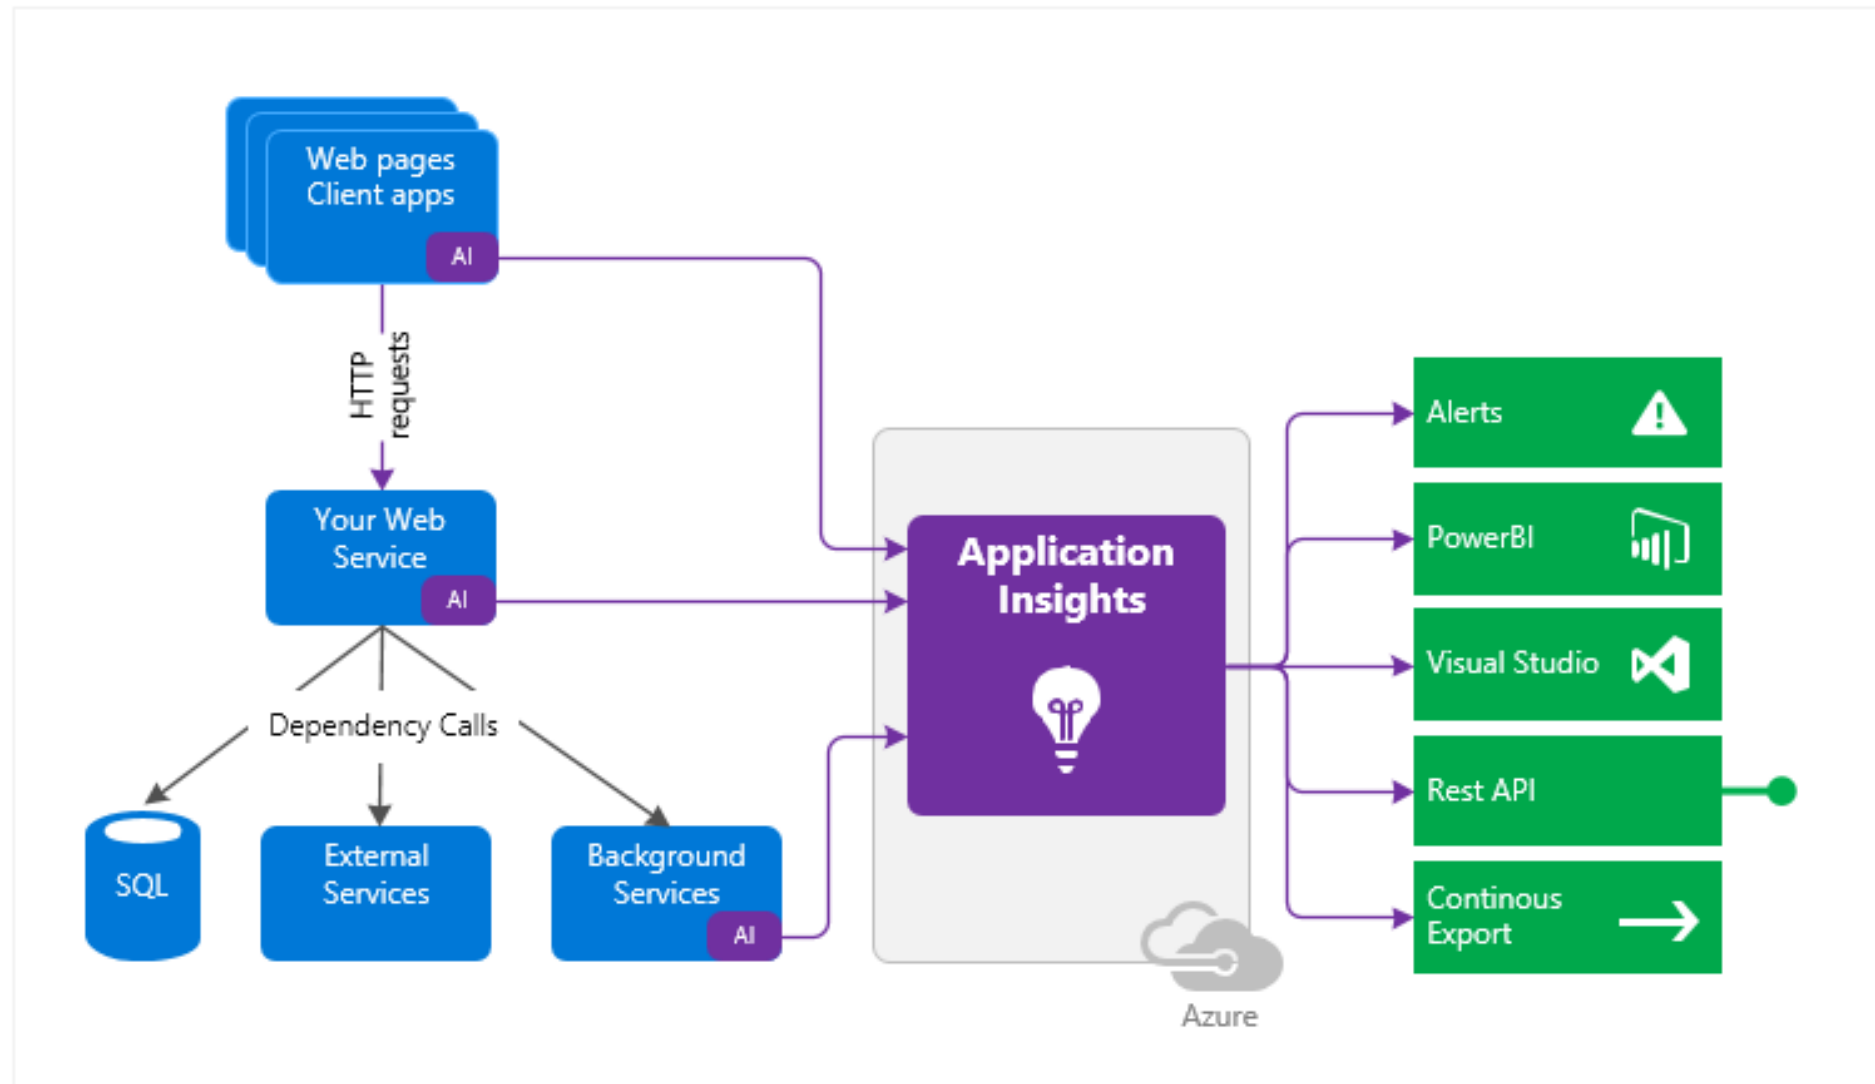 Web pages
Client apps
AI
HTTP
requests
Your Web
Service
AI
Dependency Calls
SQL
External
Services
Background
Services
AI
Application
Insights
Azure
Alerts
PowerBI
Visual Studio
Rest API
Continous
Export